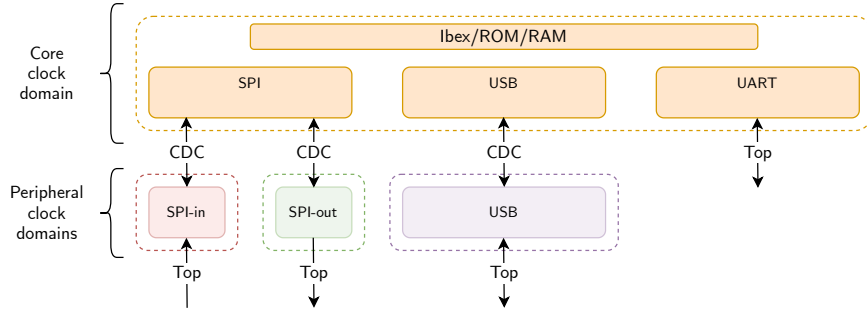 Ibex/ROM/RAM
Core
clock
domain
SPI
USB
UART
CDC
CDC
CDC
Top
Peripheral
clock
domains
SPI-in
SPI-out
USB
Top
Top
Top